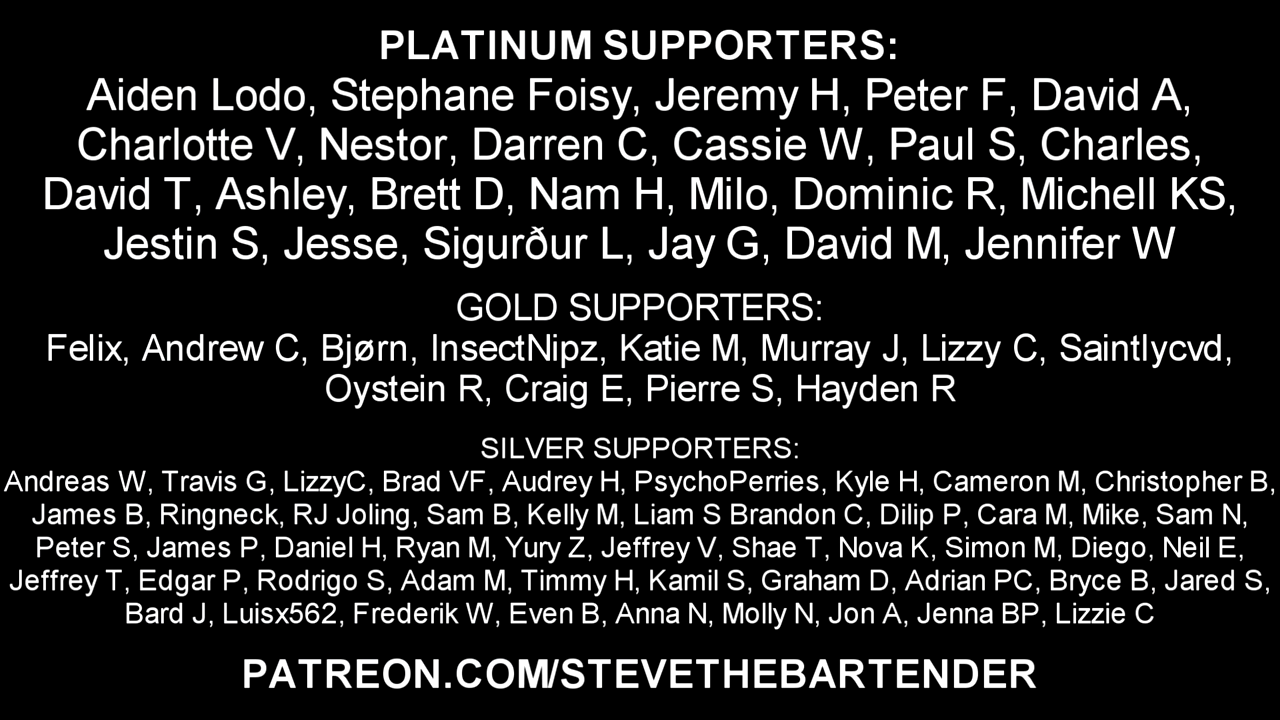 PLATINUM SUPPORTERS:
Aiden Lodo, Stephane Foisy, Jeremy H, Peter F, David A,
Charlotte V, Nestor, Darren C, Cassie W, Paul S, Charles,
David T, Ashley, Brett D, Nam H, Milo, Dominic R, Michell KS,
Jestin S, Jesse, Sigurður L, Jay G, David M, Jennifer W
GOLD SUPPORTERS:
Felix, Andrew C, Bjørn, InsectNipz, Katie M, Murray J, Lizzy C, Saintlycvd,
Oystein R, Craig E, Pierre S, Hayden R
SILVER SUPPORTERS:
Andreas W, Travis G, LizzyC, Brad VF, Audrey H, PsychoPerries, Kyle H, Cameron M, Christopher B,
James B, Ringneck, RJ Joling, Sam B, Kelly M, Liam S Brandon C, Dilip P, Cara M, Mike, Sam N,
Peter S, James P, Daniel H, Ryan M, Yury Z, Jeffrey V, Shae T, Nova K, Simon M, Diego, Neil E,
Jeffrey T, Edgar P, Rodrigo S, Adam M, Timmy H, Kamil S, Graham D, Adrian PC, Bryce B, Jared S,
Bard J, Luisx562, Frederik W, Even B, Anna N, Molly N, Jon A, Jenna BP, Lizzie C
PATREON.COM/STEVETHEBARTENDER